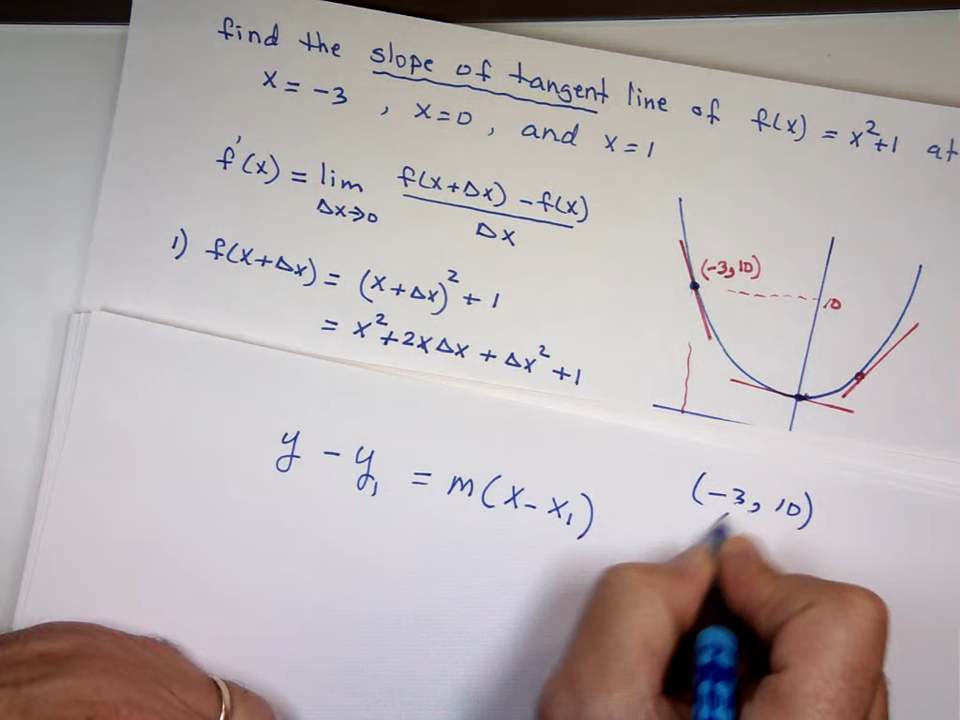 find the slope of tangent line of f(x) = x²+1 at
x = -3 , x=0 , and x=1
f'(x) = lim Δx→0 f(x+Δx) - f(x) / Δx
1) f(x+Δx) = (x+Δx)² + 1
= x²+2xΔx + Δx² +1
(-3,10)
10
y - y₁ = m(x-x₁)
(-3, 10)